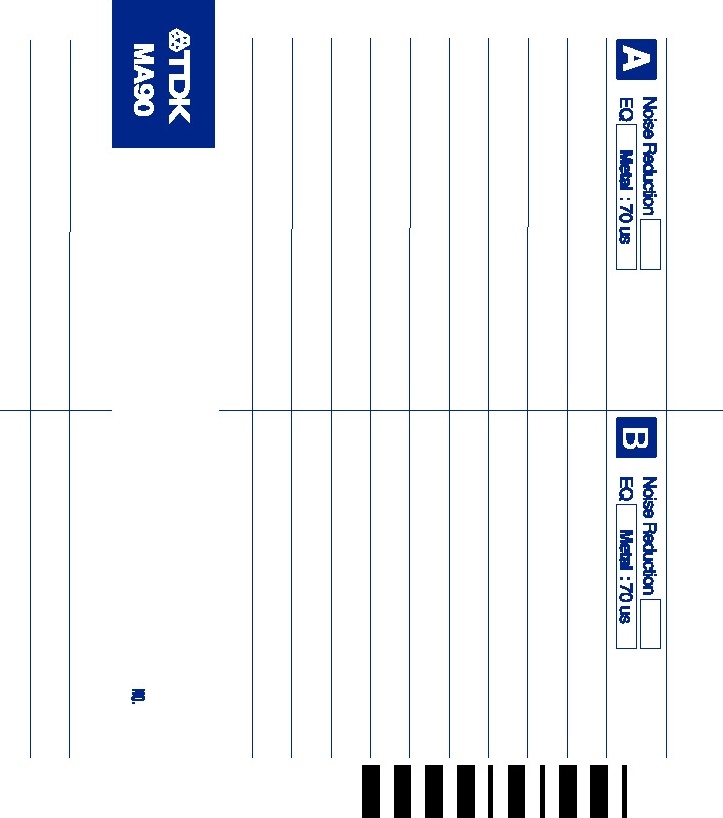 TDK
MA90
A
Noise Reduction
EQ Metal : 70 us
B
Noise Reduction
EQ Metal : 70 us
NO.